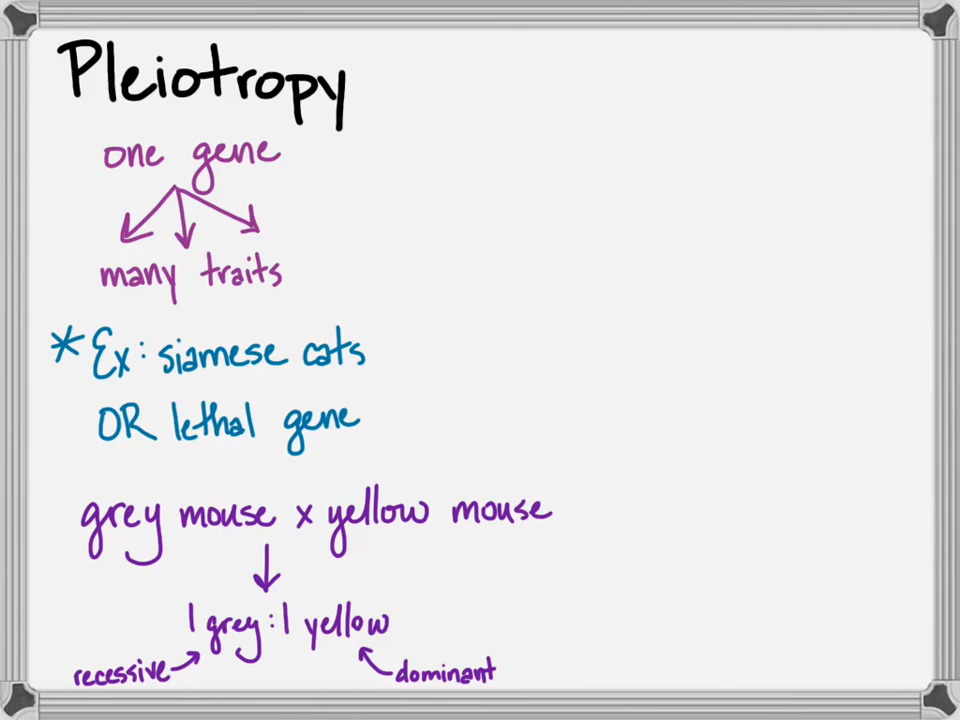 Pleiotropy
one gene
many traits
* Ex: siamese cats
OR lethal gene
grey mouse x yellow mouse
1 grey : 1 yellow
recessive
dominant